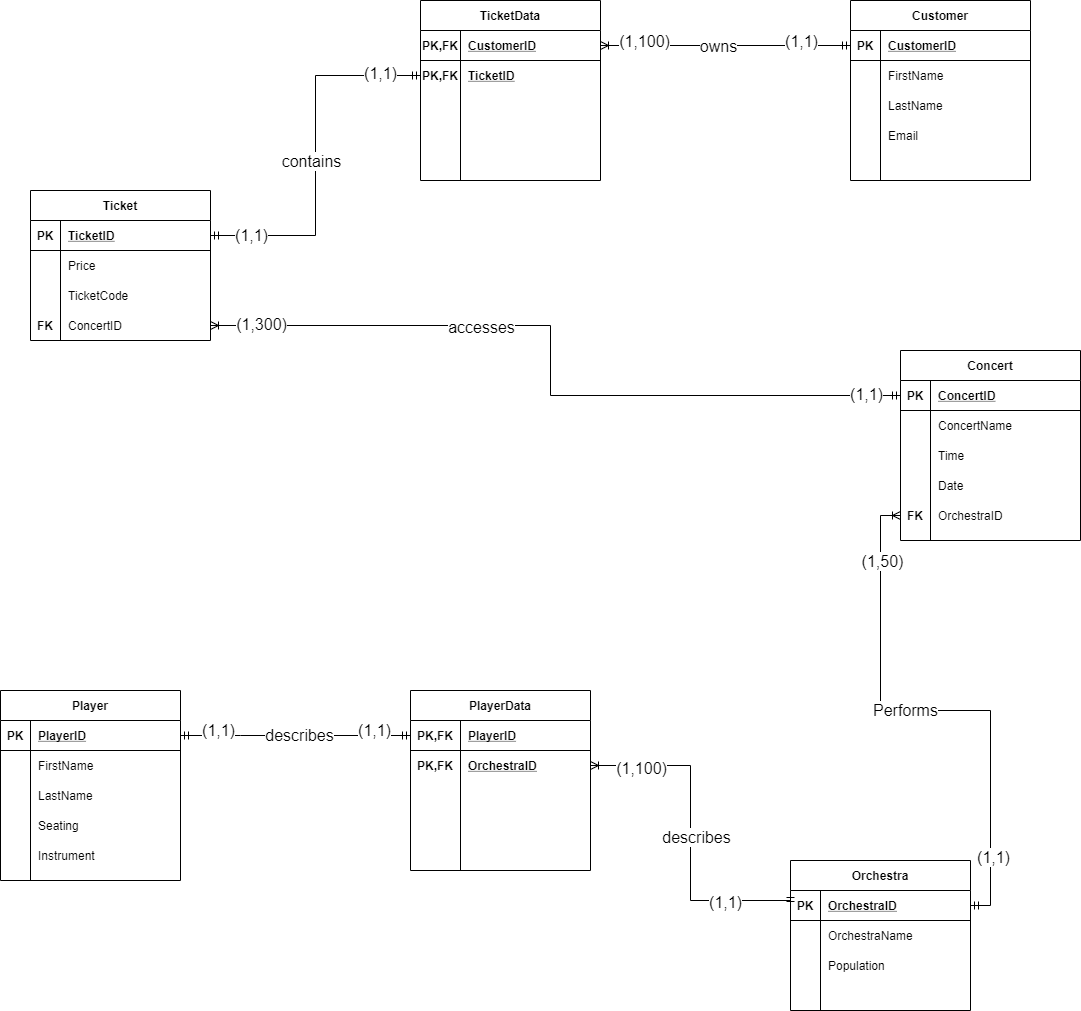 TicketData
PK,FK CustomerID
PK,FK TicketID
(1,100) owns (1,1)
Customer
PK CustomerID
FirstName
LastName
Email
(1,1)
contains
(1,1)
Ticket
PK TicketID
Price
TicketCode
FK ConcertID
(1,300) accesses (1,1)
Concert
PK ConcertID
ConcertName
Time
Date
FK OrchestraID
(1,50)
Performs
(1,1)
Player
PK PlayerID
FirstName
LastName
Seating
Instrument
(1,1) describes (1,1)
PlayerData
PK,FK PlayerID
PK,FK OrchestraID
(1,100)
describes
(1,1)
Orchestra
PK OrchestraID
OrchestraName
Population